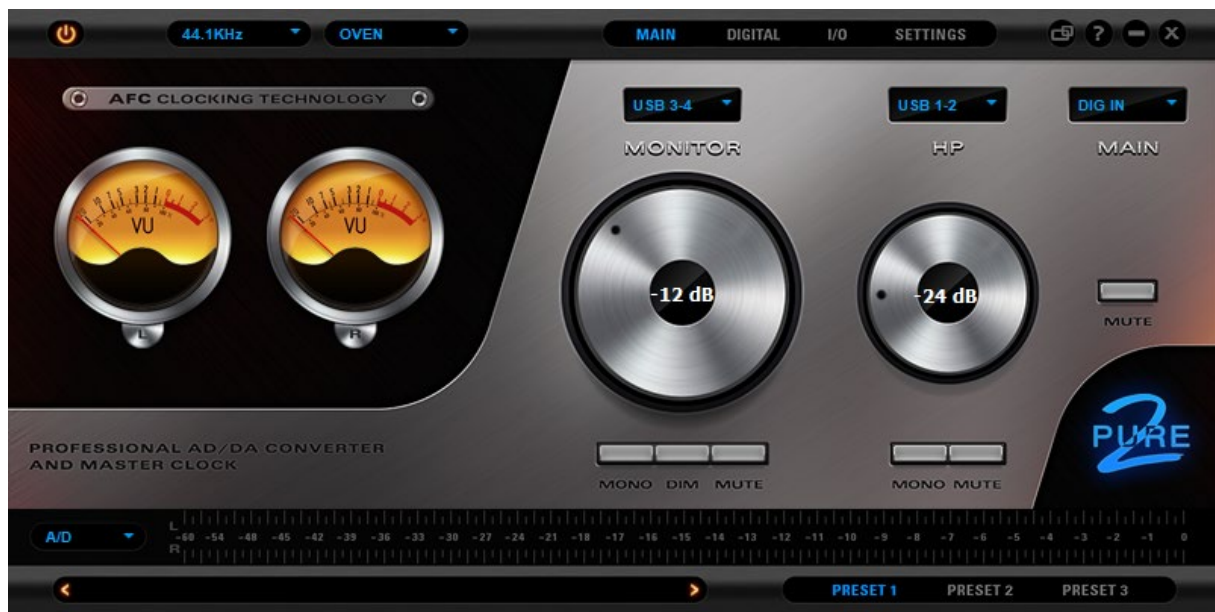 44.1KHz OVEN MAIN DIGITAL I/O SETTINGS ?
AFC CLOCKING TECHNOLOGY
USB 3-4 USB 1-2 DIG IN
MONITOR HP MAIN
VU VU
-12 dB -24 dB
MUTE
L R
PURE 2
PROFESSIONAL AD/DA CONVERTER
AND MASTER CLOCK
MONO DIM MUTE MONO MUTE
L
A/D -60 -54 -48 -45 -42 -39 -36 -33 -30 -27 -24 -21 -18 -17 -16 -15 -14 -13 -12 -11 -10 -9 -8 -7 -6 -5 -4 -3 -2 -1 0
R
PRESET 1 PRESET 2 PRESET 3